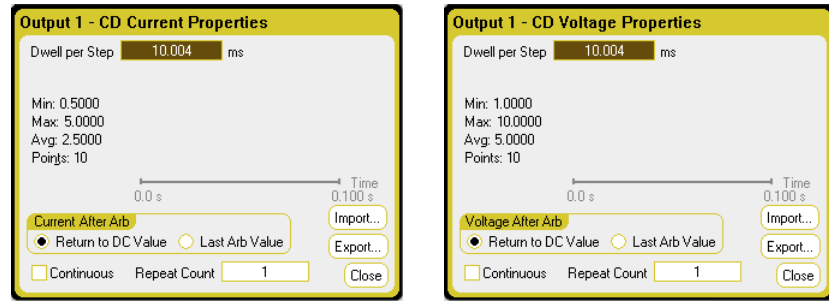 Output 1 - CD Current Properties
Dwell per Step 10.004 ms
Min: 0.5000
Max: 5.0000
Avg: 2.5000
Points: 10
Time
0.0 s 0.100 s
Current After Arb
Return to DC Value Last Arb Value
Import...
Export...
Continuous Repeat Count 1 Close
Output 1 - CD Voltage Properties
Dwell per Step 10.004 ms
Min: 1.0000
Max: 10.0000
Avg: 5.0000
Points: 10
Time
0.0 s 0.100 s
Voltage After Arb
Return to DC Value Last Arb Value
Import...
Export...
Continuous Repeat Count 1 Close